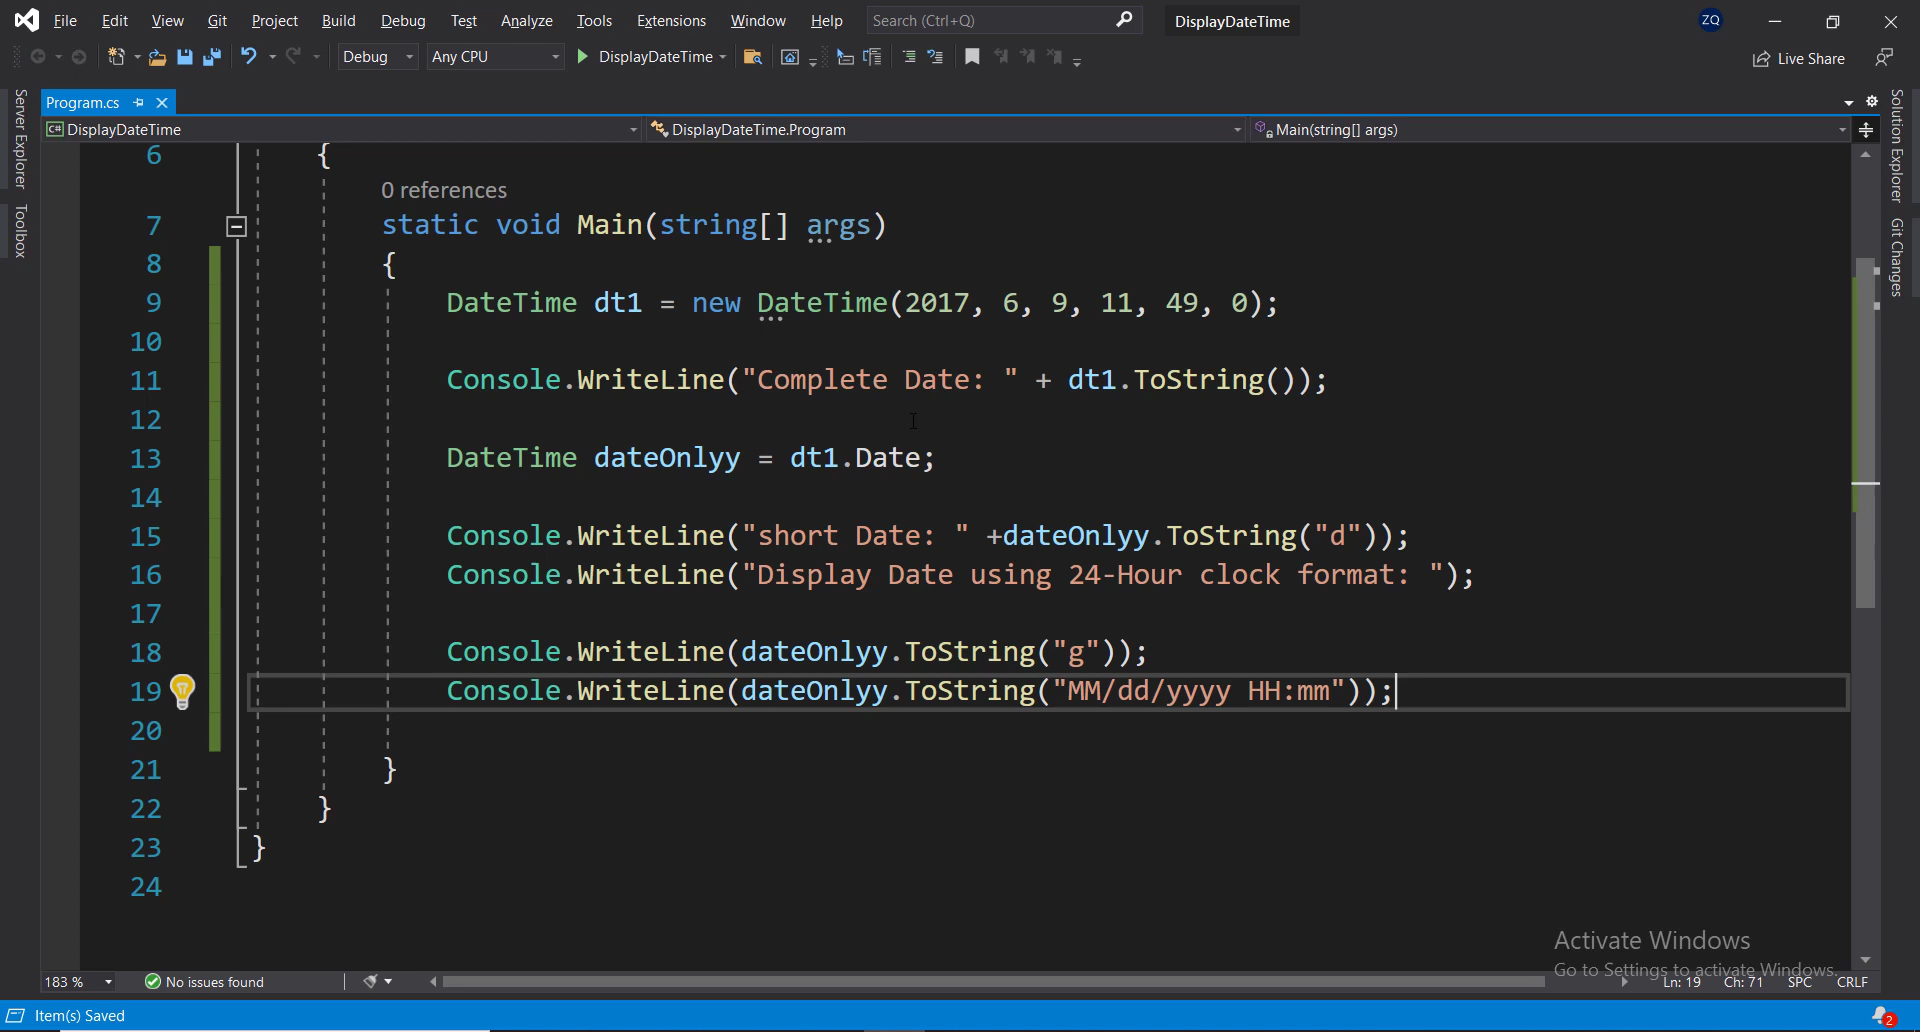 File Edit View Git Project Build Debug Test Analyze Tools Extensions Window Help Search (Ctrl+Q) DisplayDateTime ZQ
Debug Any CPU DisplayDateTime Live Share
Server Explorer
Toolbox
Solution Explorer
Git Changes
Program.cs
C# DisplayDateTime DisplayDateTime.Program Main(string[] args)
6 {
0 references
7 static void Main(string[] args)
8 {
9 DateTime dt1 = new DateTime(2017, 6, 9, 11, 49, 0);
10
11 Console.WriteLine("Complete Date: " + dt1.ToString());
12
13 DateTime dateOnlyy = dt1.Date;
14
15 Console.WriteLine("short Date: " +dateOnlyy.ToString("d"));
16 Console.WriteLine("Display Date using 24-Hour clock format: ");
17
18 Console.WriteLine(dateOnlyy.ToString("g"));
19 Console.WriteLine(dateOnlyy.ToString("MM/dd/yyyy HH:mm"));
20
21 }
22 }
23 }
24
Activate Windows
Go to Settings to activate Windows.
183 % No issues found Ln: 19 Ch: 71 SPC CRLF
Item(s) Saved 2